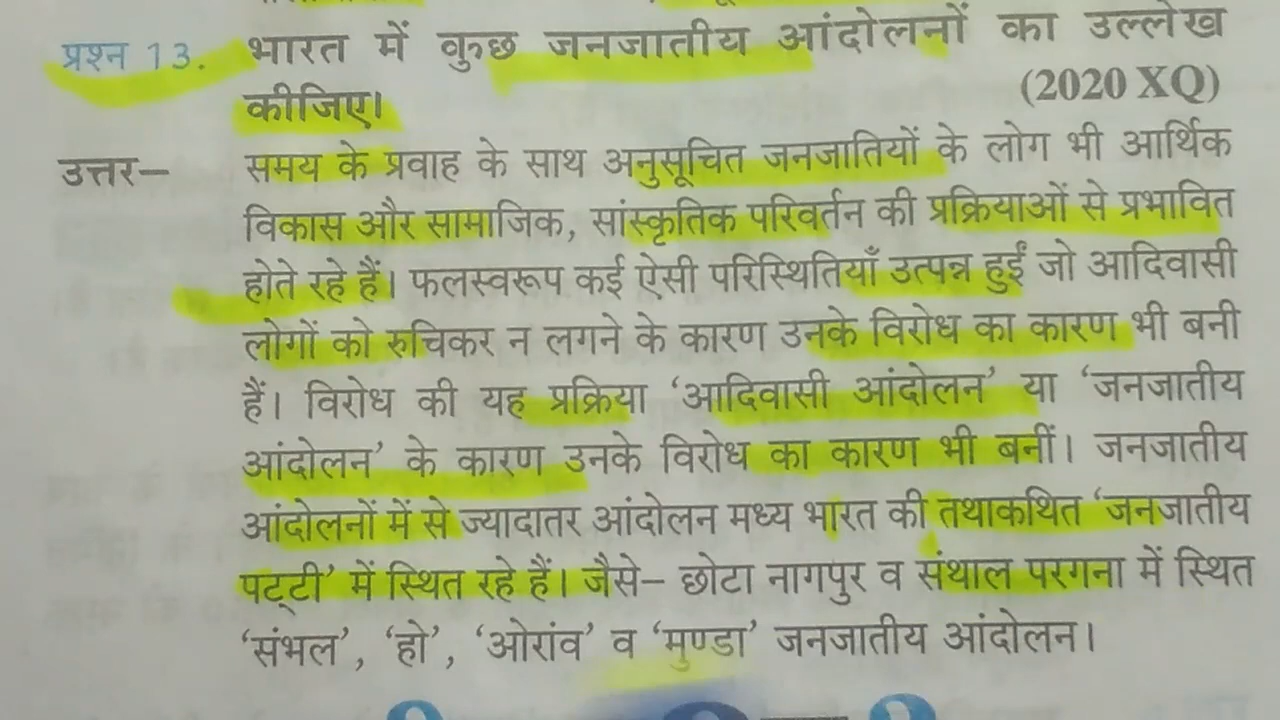 प्रश्न 13. भारत में कुछ जनजातीय आंदोलनों का उल्लेख
कीजिए। (2020 XQ)
उत्तर– समय के प्रवाह के साथ अनुसूचित जनजातियों के लोग भी आर्थिक
विकास और सामाजिक, सांस्कृतिक परिवर्तन की प्रक्रियाओं से प्रभावित
होते रहे हैं। फलस्वरूप कई ऐसी परिस्थितियाँ उत्पन्न हुईं जो आदिवासी
लोगों को रुचिकर न लगने के कारण उनके विरोध का कारण भी बनी
हैं। विरोध की यह प्रक्रिया ‘आदिवासी आंदोलन’ या ‘जनजातीय
आंदोलन’ के कारण उनके विरोध का कारण भी बनीं। जनजातीय
आंदोलनों में से ज्यादातर आंदोलन मध्य भारत की तथाकथित ‘जनजातीय
पट्टी’ में स्थित रहे हैं। जैसे– छोटा नागपुर व संथाल परगना में स्थित
‘संभल’, ‘हो’, ‘ओरांव’ व ‘मुण्डा’ जनजातीय आंदोलन।